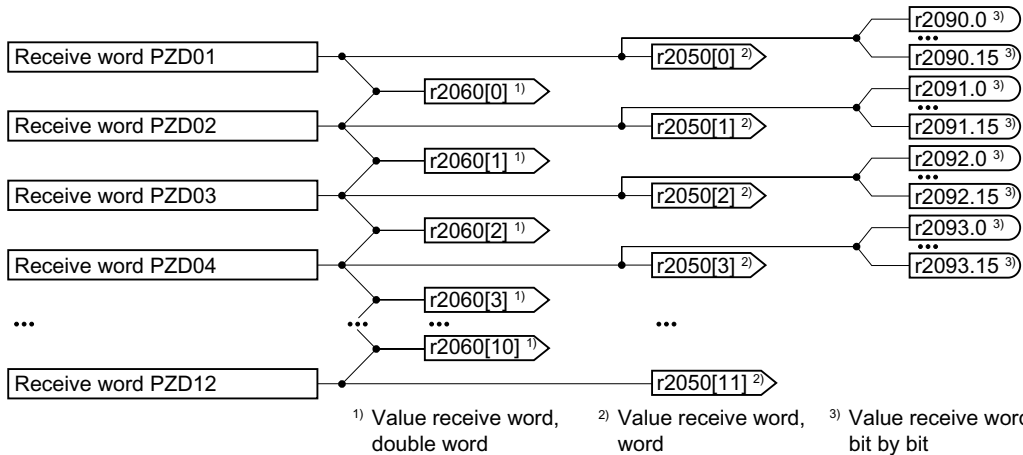 r2090.0 3)
...
Receive word PZD01
r2050[0] 2)
r2090.15 3)
r2060[0] 1)
r2091.0 3)
...
Receive word PZD02
r2050[1] 2)
r2091.15 3)
r2060[1] 1)
r2092.0 3)
...
Receive word PZD03
r2050[2] 2)
r2092.15 3)
r2060[2] 1)
r2093.0 3)
...
Receive word PZD04
r2050[3] 2)
r2093.15 3)
r2060[3] 1)
... ... ... ...
r2060[10] 1)
Receive word PZD12
r2050[11] 2)
1) Value receive word,
double word
2) Value receive word,
word
3) Value receive word
bit by bit